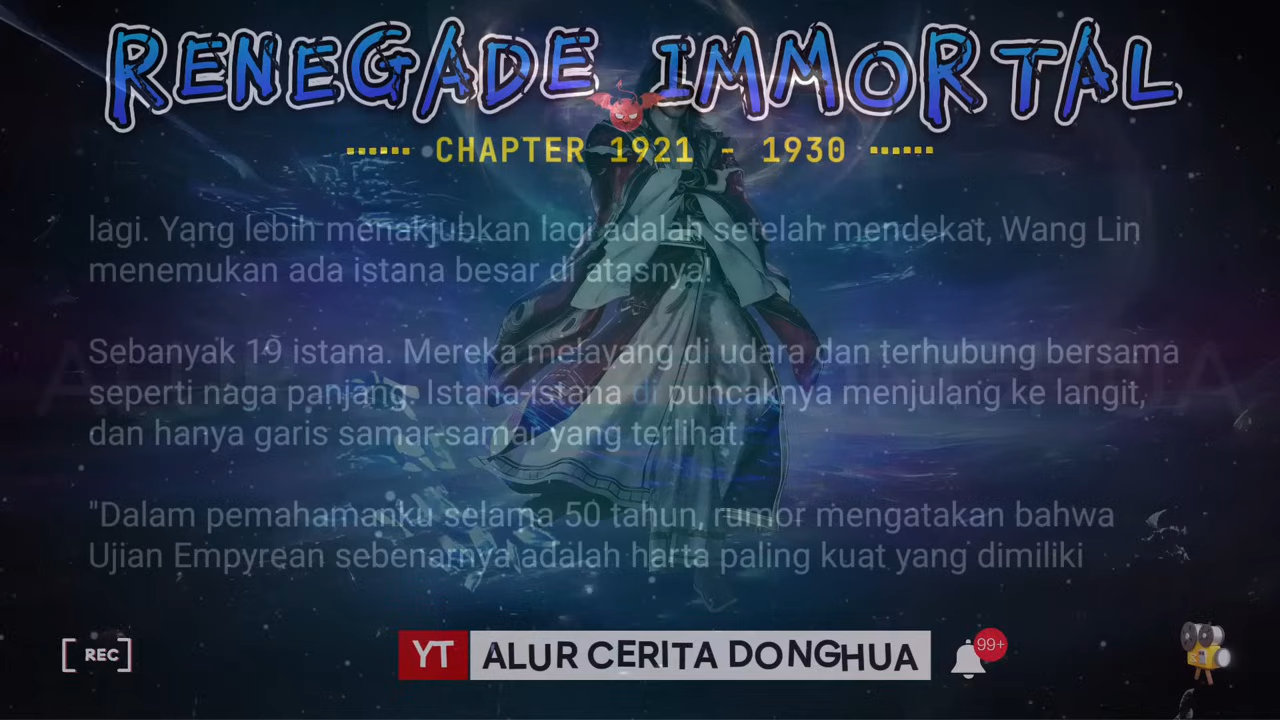 RENEGADE IMMORTAL
CHAPTER 1921 - 1930
lagi. Yang lebih menakjubkan lagi adalah setelah mendekat, Wang Lin
menemukan ada istana besar di atasnya!
Sebanyak 19 istana. Mereka melayang di udara dan terhubung bersama
seperti naga panjang. Istana-istana di puncaknya menjulang ke langit,
dan hanya garis samar-samar yang terlihat.
"Dalam pemahamanku selama 50 tahun, rumor mengatakan bahwa
Ujian Empyrean sebenarnya adalah harta paling kuat yang dimiliki
REC
YT ALUR CERITA DONGHUA
99+